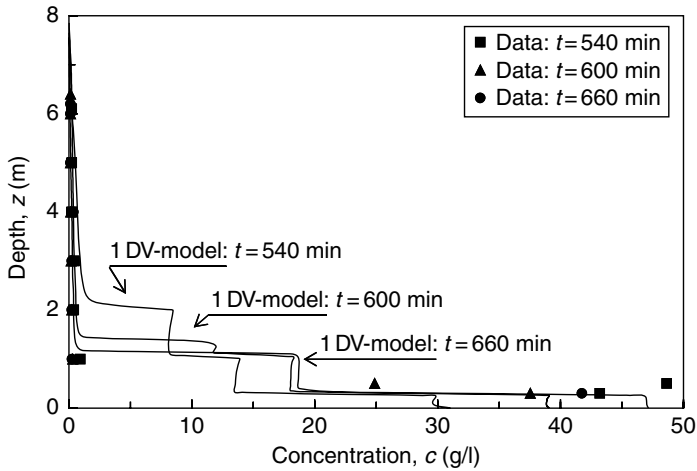 8
6
4
2
0
Depth, z (m)
Data: t = 540 min
Data: t = 600 min
Data: t = 660 min
1 DV-model: t = 540 min
1 DV-model: t = 600 min
1 DV-model: t = 660 min
0 10 20 30 40 50
Concentration, c (g/l)